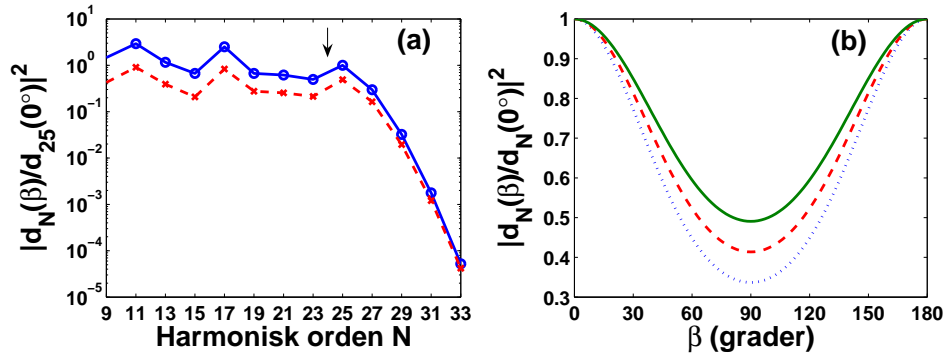 (a)
|d_N(β)/d_25(0°)|^2
10^1
10^0
10^−1
10^−2
10^−3
10^−4
10^−5
9 11 13 15 17 19 21 23 25 27 29 31 33
Harmonisk orden N
(b)
|d_N(β)/d_N(0°)|^2
1
0.9
0.8
0.7
0.6
0.5
0.4
0.3
0 30 60 90 120 150 180
β (grader)